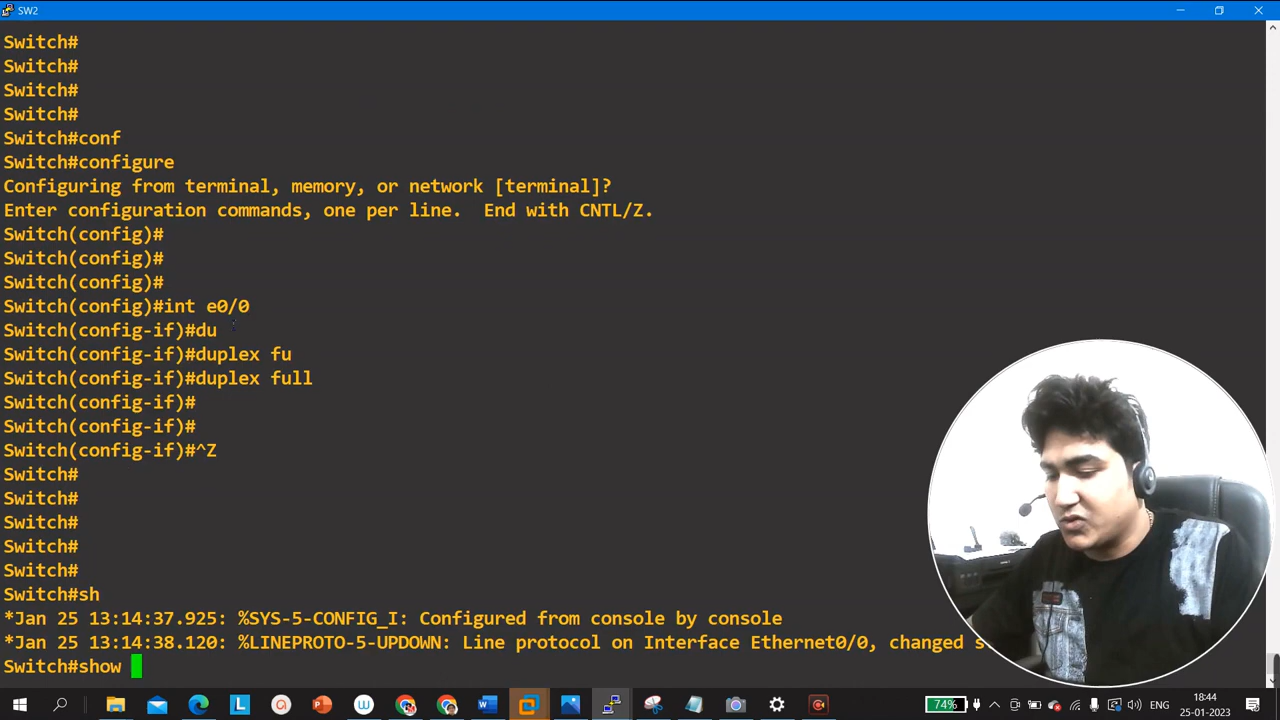 SW2
Switch#
Switch#
Switch#
Switch#
Switch#conf
Switch#configure
Configuring from terminal, memory, or network [terminal]?
Enter configuration commands, one per line.  End with CNTL/Z.
Switch(config)#
Switch(config)#
Switch(config)#
Switch(config)#int e0/0
Switch(config-if)#du
Switch(config-if)#duplex fu
Switch(config-if)#duplex full
Switch(config-if)#
Switch(config-if)#
Switch(config-if)#^Z
Switch#
Switch#
Switch#
Switch#
Switch#
Switch#sh
*Jan 25 13:14:37.925: %SYS-5-CONFIG_I: Configured from console by console
*Jan 25 13:14:38.120: %LINEPROTO-5-UPDOWN: Line protocol on Interface Ethernet0/0, changed s
Switch#show
74%
ENG
18:44
25-01-2023